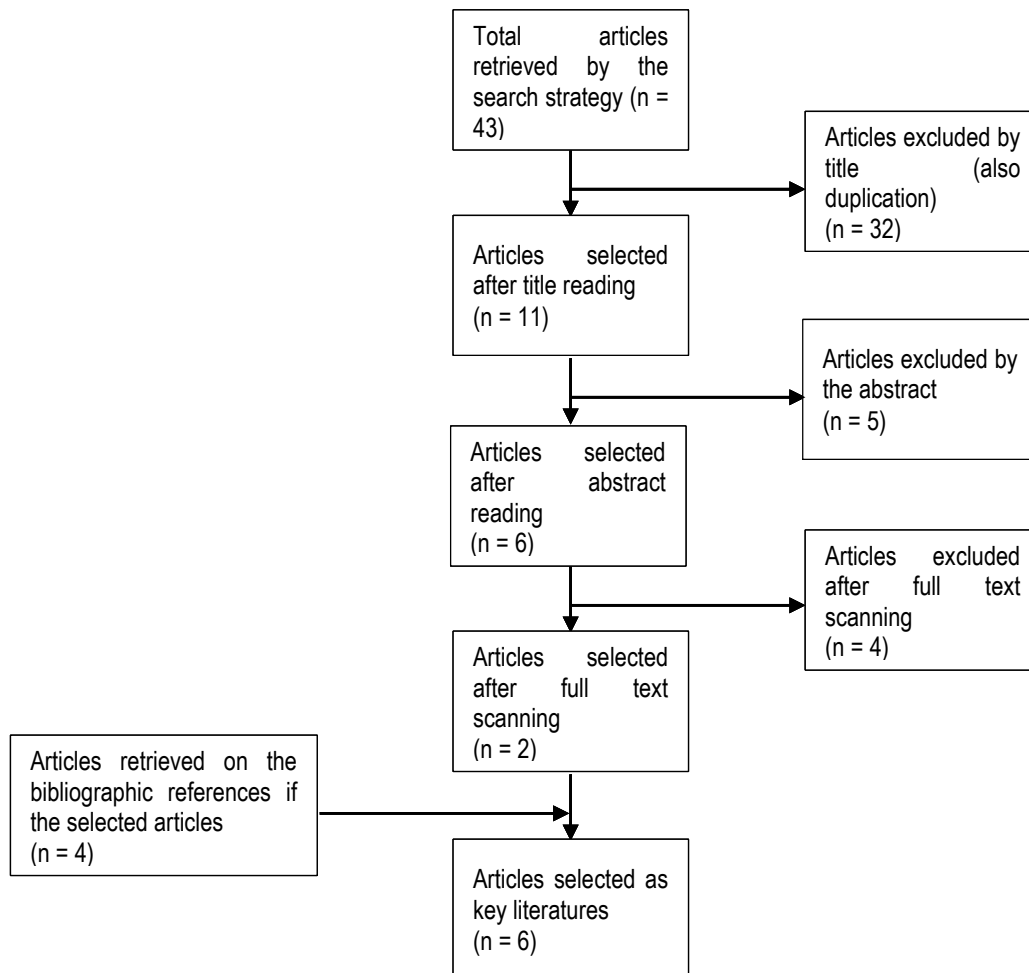 Total articles
retrieved by the
search strategy (n =
43)
Articles excluded by
title (also
duplication)
(n = 32)
Articles selected
after title reading
(n = 11)
Articles excluded by
the abstract
(n = 5)
Articles selected
after abstract
reading
(n = 6)
Articles excluded
after full text
scanning
(n = 4)
Articles selected
after full text
scanning
(n = 2)
Articles retrieved on the
bibliographic references if
the selected articles
(n = 4)
Articles selected as
key literatures
(n = 6)